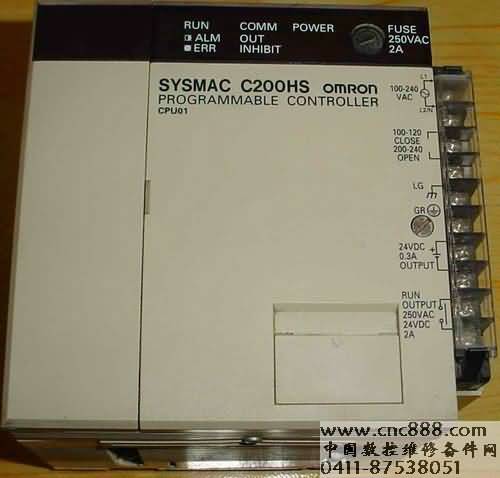 RUN COMM POWER
ALM OUT
ERR INHIBIT
FUSE
250VAC
2A
SYSMAC C200HS OMRON
PROGRAMMABLE CONTROLLER
CPU01
L1
100-240
VAC
L2/N
100-120
CLOSE
200-240
OPEN
LG
GR
24VDC +
0.3A
OUTPUT -
RUN
OUTPUT
250VAC
24VDC
2A
www.cnc888.com
中国数控维修备件网
0411-87538051